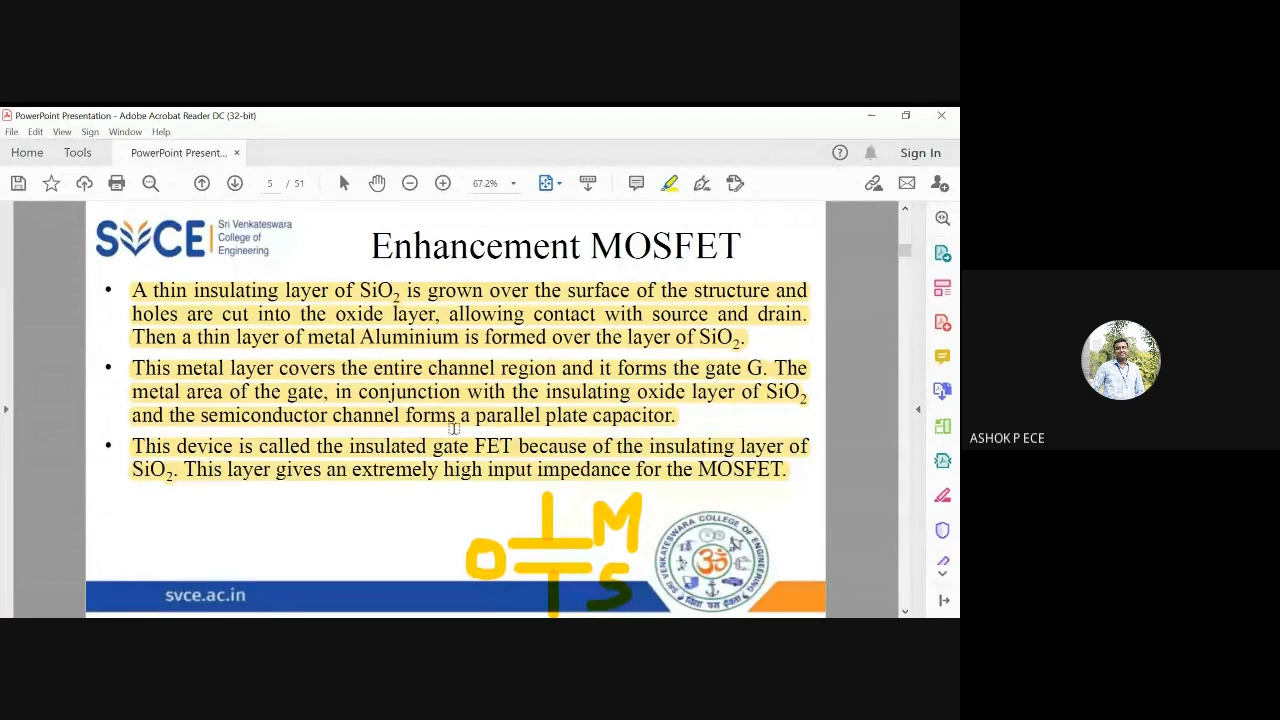 PowerPoint Presentation - Adobe Acrobat Reader DC (32-bit)
File Edit View Sign Window Help
Home Tools PowerPoint Present... × ? Sign In
5 / 51 67.2%
SVCE Sri Venkateswara
College of
Engineering
Enhancement MOSFET
• A thin insulating layer of SiO₂ is grown over the surface of the structure and
holes are cut into the oxide layer, allowing contact with source and drain.
Then a thin layer of metal Aluminium is formed over the layer of SiO₂.
• This metal layer covers the entire channel region and it forms the gate G. The
metal area of the gate, in conjunction with the insulating oxide layer of SiO₂
and the semiconductor channel forms a parallel plate capacitor.
• This device is called the insulated gate FET because of the insulating layer of
SiO₂. This layer gives an extremely high input impedance for the MOSFET.
M
O
S
SRI VENKATESWARA COLLEGE OF ENGINEERING
svce.ac.in
ASHOK P ECE